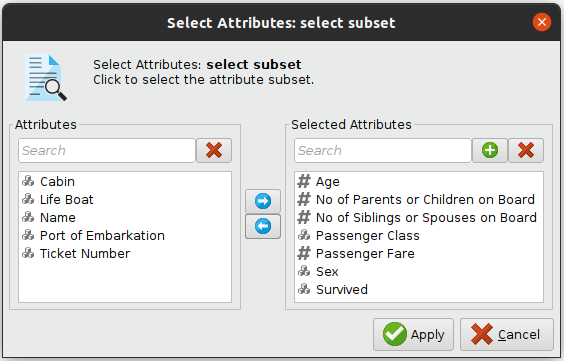 Select Attributes: select subset
Select Attributes: select subset
Click to select the attribute subset.
Attributes
Search
Cabin
Life Boat
Name
Port of Embarkation
Ticket Number
Selected Attributes
Search
Age
No of Parents or Children on Board
No of Siblings or Spouses on Board
Passenger Class
Passenger Fare
Sex
Survived
Apply
Cancel